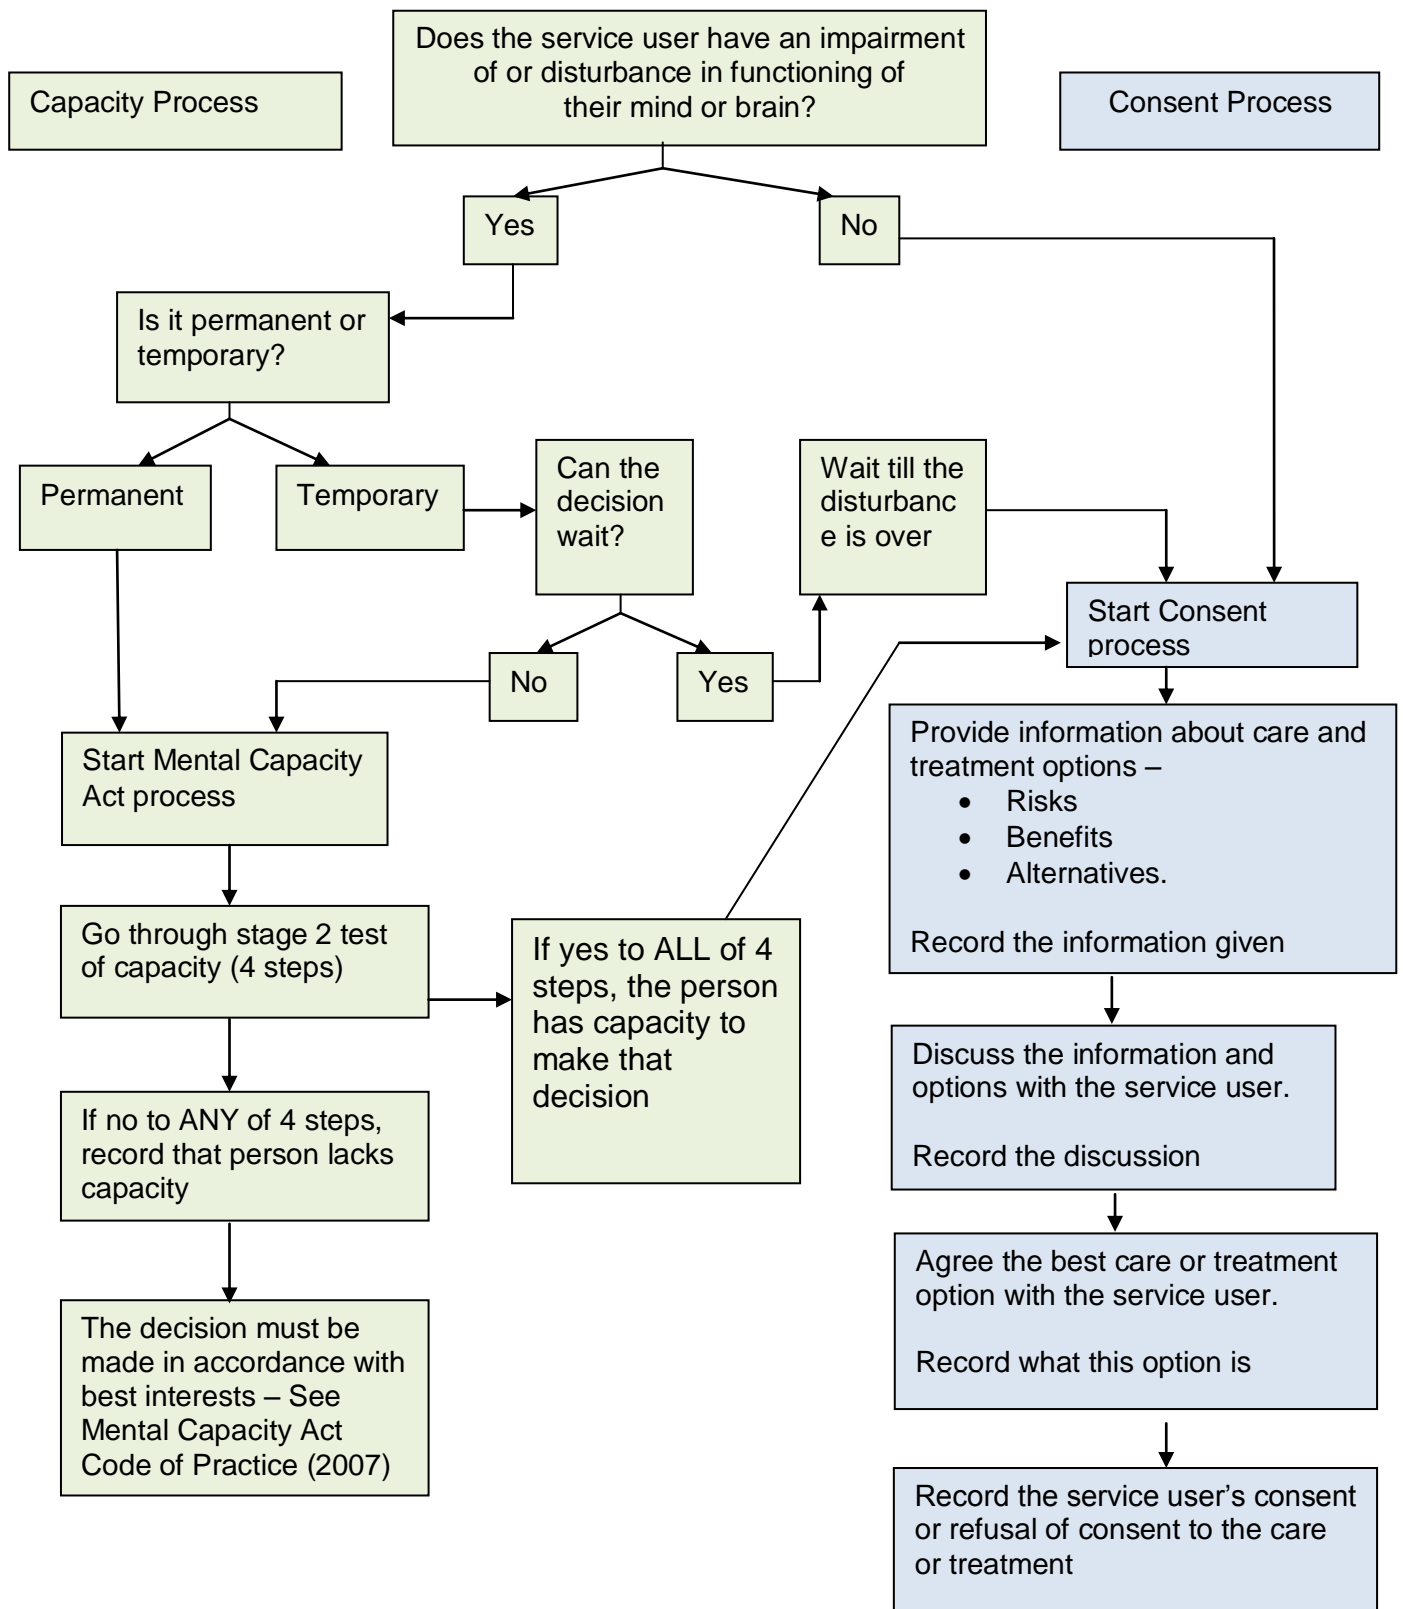 Does the service user have an impairment
of or disturbance in functioning of
their mind or brain?
Capacity Process
Consent Process
Yes
No
Is it permanent or
temporary?
Permanent
Temporary
Can the
decision
wait?
Wait till the
disturbanc
e is over
No
Yes
Start Consent
process
Start Mental Capacity
Act process
Provide information about care and
treatment options –
• Risks
• Benefits
• Alternatives.
Record the information given
Go through stage 2 test
of capacity (4 steps)
If yes to ALL of 4
steps, the person
has capacity to
make that
decision
Discuss the information and
options with the service user.
Record the discussion
If no to ANY of 4 steps,
record that person lacks
capacity
Agree the best care or treatment
option with the service user.
Record what this option is
The decision must be
made in accordance with
best interests – See
Mental Capacity Act
Code of Practice (2007)
Record the service user’s consent
or refusal of consent to the care
or treatment